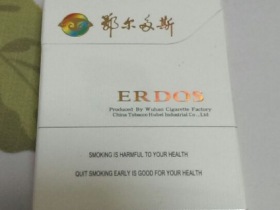 鄂尔多斯
ERDOS
Produced By Wuhan Cigarette Factory
China Tobacco Hubei Industrial Co.,Ltd
SMOKING IS HARMFUL TO YOUR HEALTH
QUIT SMOKING EARLY IS GOOD FOR YOUR HEALTH